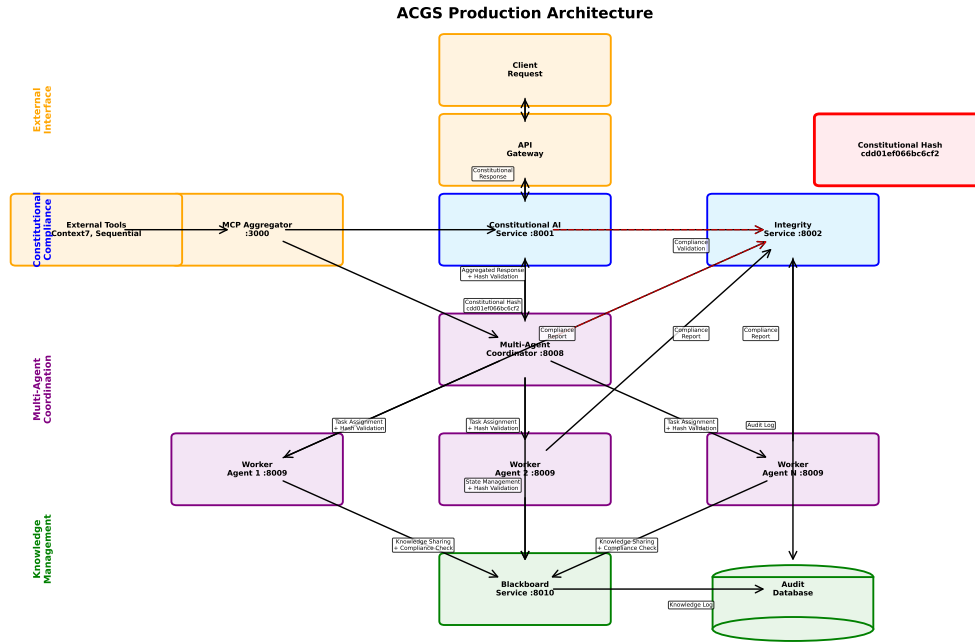 ACGS Production Architecture
External
Interface
Client
Request
API
Gateway
Constitutional Hash
cdd01ef066bc6cf2
Constitutional
Response
Constitutional
Compliance
External Tools
Context7, Sequential
MCP Aggregator
:3000
Constitutional AI
Service :8001
Integrity
Service :8002
Compliance
Validation
Aggregated Response
+ Hash Validation
Constitutional Hash
cdd01ef066bc6cf2
Compliance
Report
Compliance
Report
Compliance
Report
Multi-Agent
Coordination
Multi-Agent
Coordinator :8008
Task Assignment
+ Hash Validation
Task Assignment
+ Hash Validation
Task Assignment
+ Hash Validation
Audit Log
Worker
Agent 1 :8009
Worker
Agent 2 :8009
Worker
Agent N :8009
State Management
+ Hash Validation
Knowledge
Management
Knowledge Sharing
+ Compliance Check
Knowledge Sharing
+ Compliance Check
Blackboard
Service :8010
Knowledge Log
Audit
Database